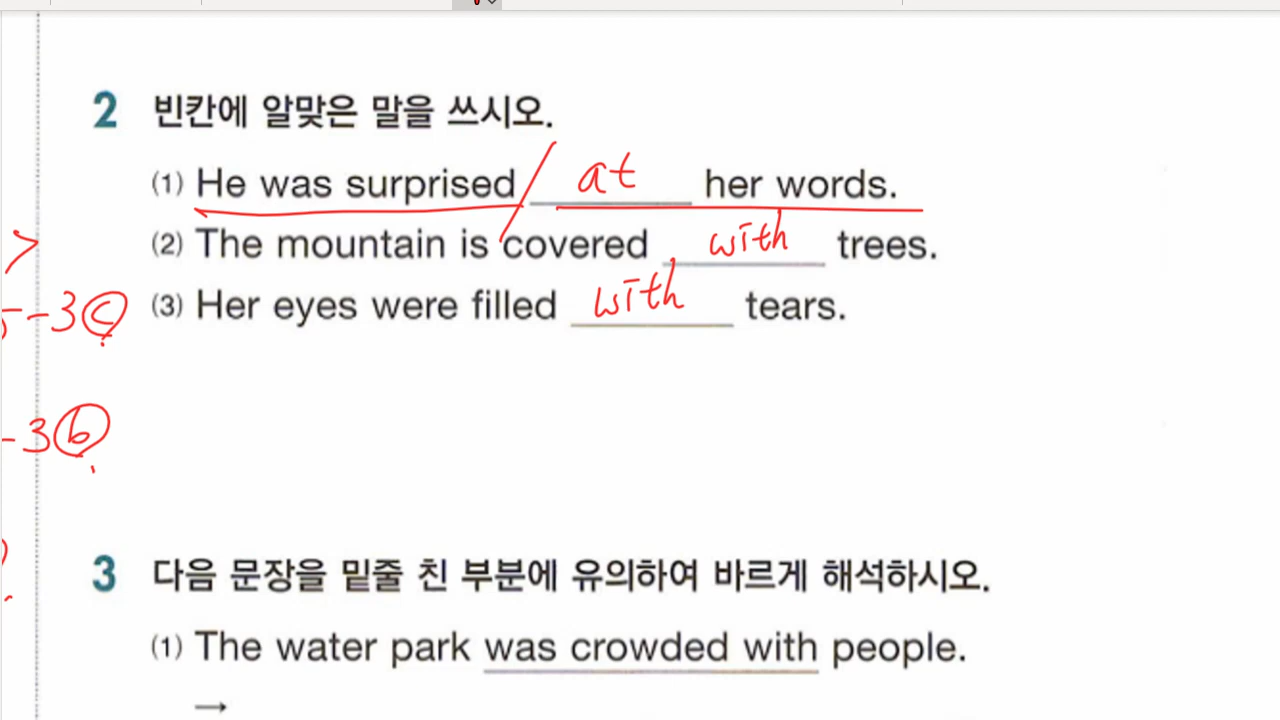 2 빈칸에 알맞은 말을 쓰시오.
(1) He was surprised / at her words.
(2) The mountain is covered with trees.
(3) Her eyes were filled with tears.
-3ⓒ
-3ⓑ
3 다음 문장을 밑줄 친 부분에 유의하여 바르게 해석하시오.
(1) The water park was crowded with people.
→